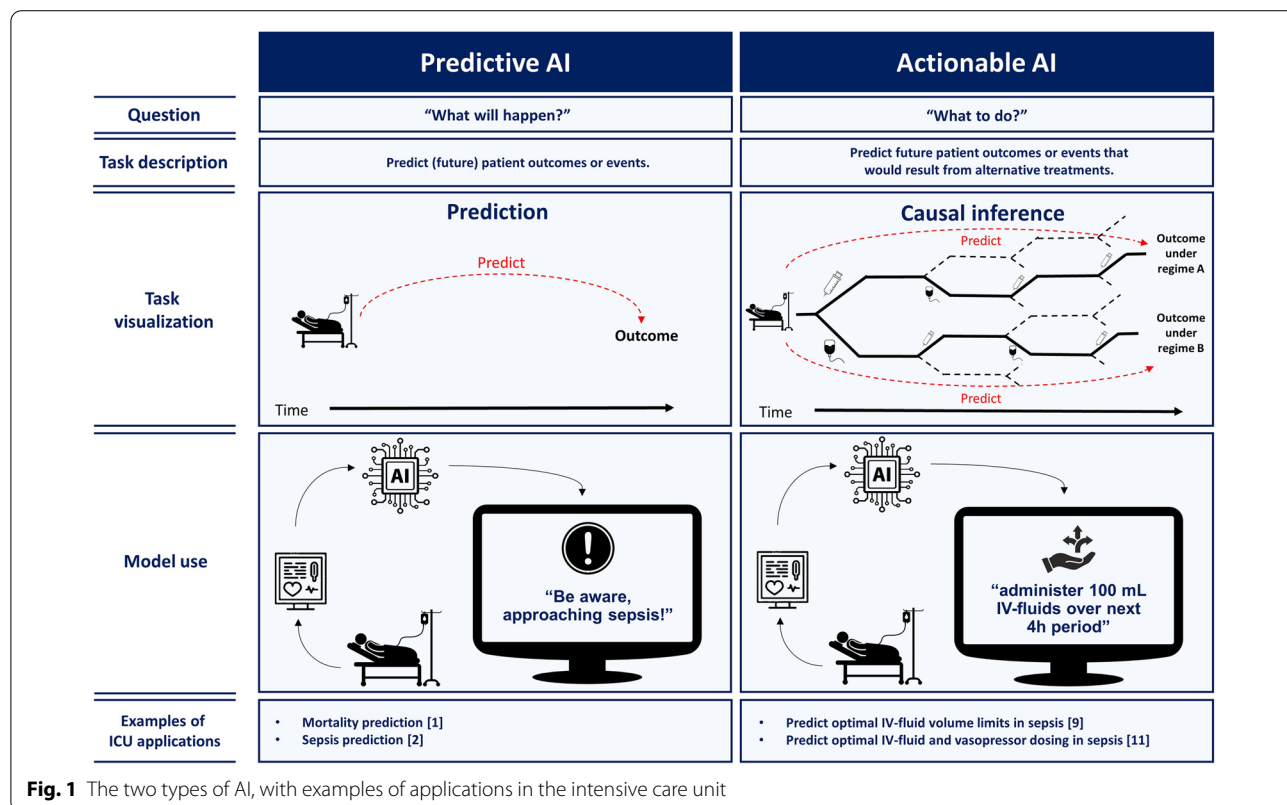 Predictive AI
Actionable AI
Question
“What will happen?”
“What to do?”
Task description
Predict (future) patient outcomes or events.
Predict future patient outcomes or events that
would result from alternative treatments.
Task
visualization
Prediction
Predict
Outcome
Time
Causal inference
Predict
Outcome
under
regime A
Outcome
under
regime B
Predict
Time
Model use
AI
“Be aware,
approaching sepsis!”
AI
“administer 100 mL
IV-fluids over next
4h period”
Examples of
ICU applications
• Mortality prediction [1]
• Sepsis prediction [2]
• Predict optimal IV-fluid volume limits in sepsis [9]
• Predict optimal IV-fluid and vasopressor dosing in sepsis [11]
Fig. 1 The two types of AI, with examples of applications in the intensive care unit